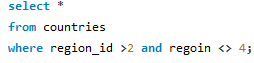 select *
from countries
where region_id >2 and regoin <> 4;